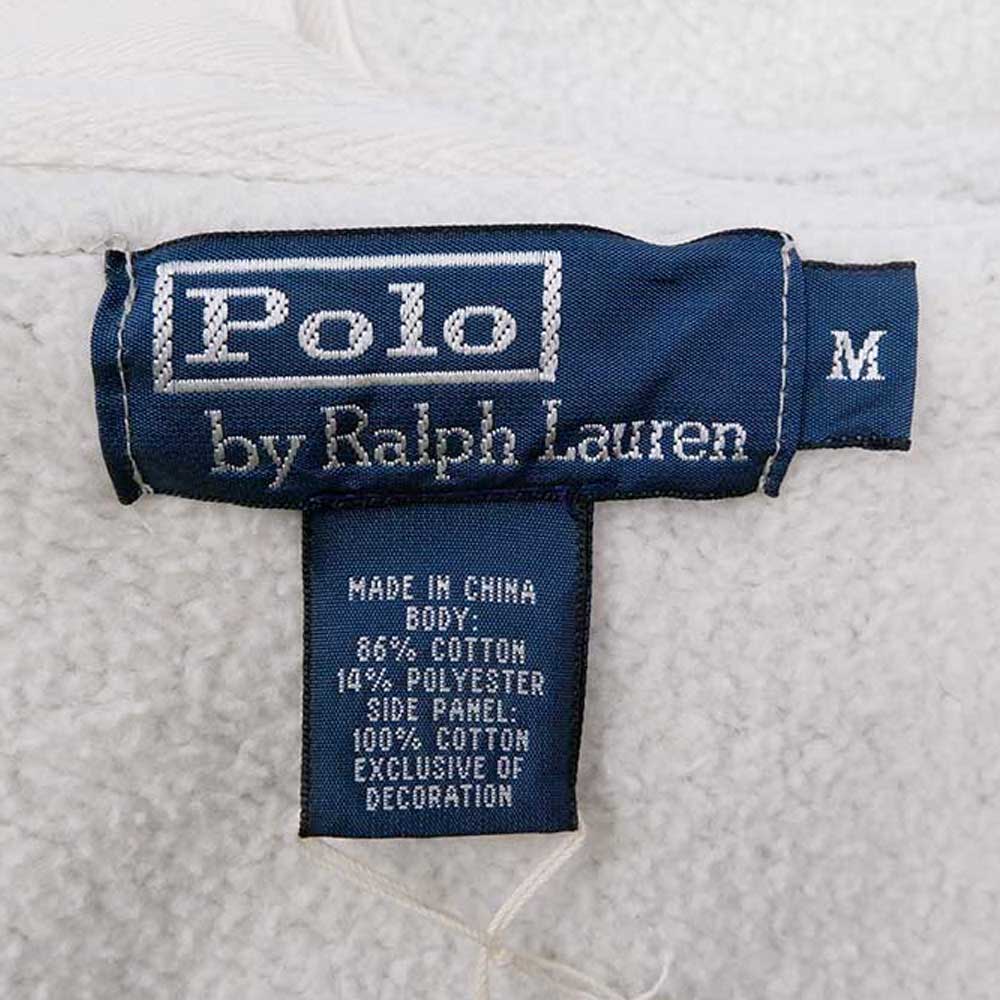 Polo
by Ralph Lauren
M
MADE IN CHINA
BODY:
86% COTTON
14% POLYESTER
SIDE PANEL:
100% COTTON
EXCLUSIVE OF
DECORATION